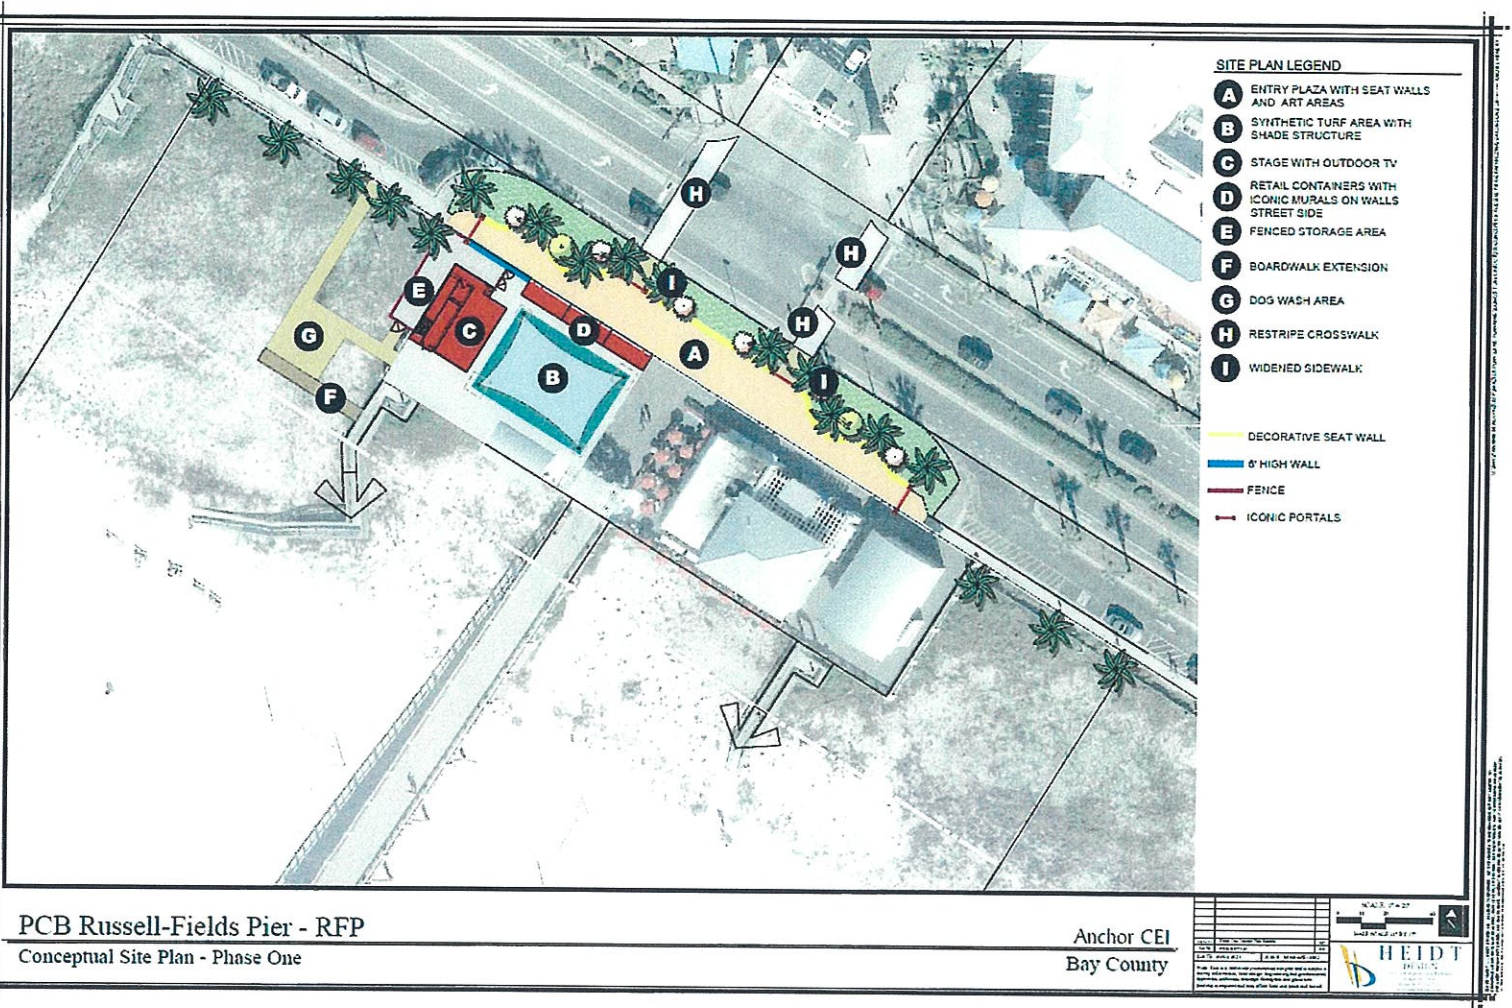 SITE PLAN LEGEND
A ENTRY PLAZA WITH SEAT WALLS
AND ART AREAS
B SYNTHETIC TURF AREA WITH
SHADE STRUCTURE
C STAGE WITH OUTDOOR TV
D RETAIL CONTAINERS WITH
ICONIC MURALS ON WALLS
STREET SIDE
E FENCED STORAGE AREA
F BOARDWALK EXTENSION
G DOG WASH AREA
H RESTRIPE CROSSWALK
I WIDENED SIDEWALK
DECORATIVE SEAT WALL
6' HIGH WALL
FENCE
ICONIC PORTALS
H
H
I
E
H
C
D
G
A
B
I
F
PCB Russell-Fields Pier - RFP
Conceptual Site Plan - Phase One
Anchor CEI
Bay County
HEIDT
DESIGN